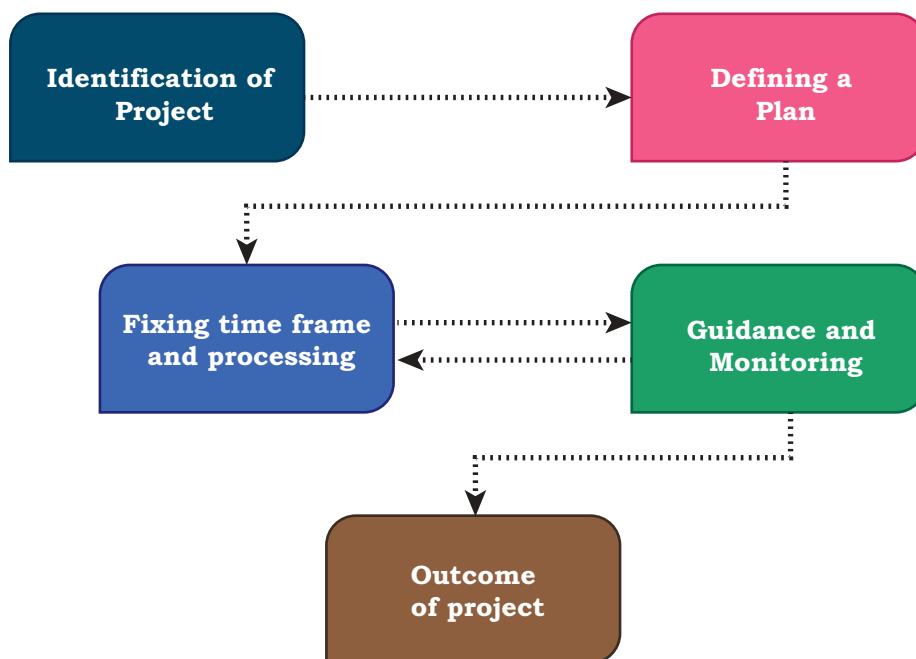 Identification of
Project
Defining a
Plan
Fixing time frame
and processing
Guidance and
Monitoring
Outcome
of project